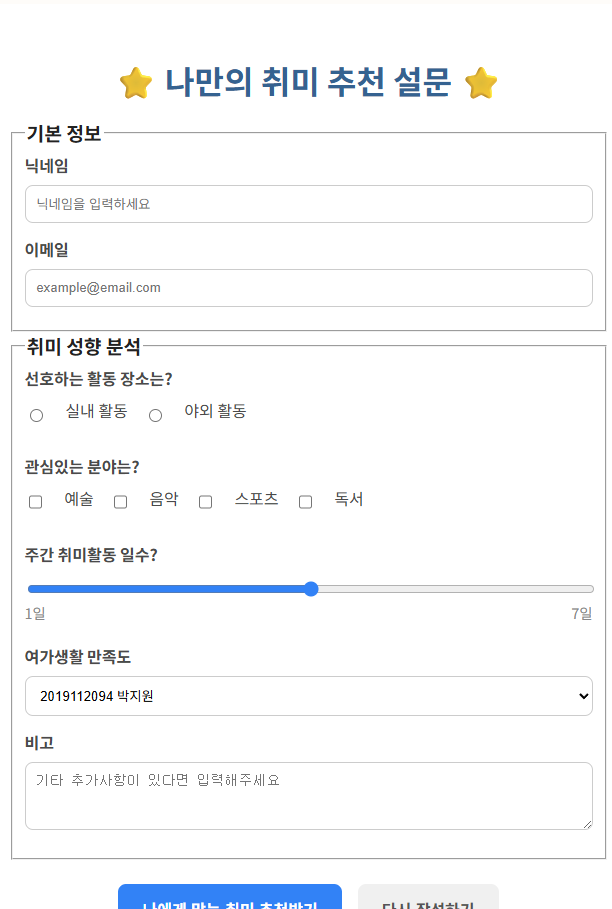 나만의 취미 추천 설문
기본 정보
닉네임
닉네임을 입력하세요
이메일
example@email.com
취미 성향 분석
선호하는 활동 장소는?
실내 활동 야외 활동
관심있는 분야는?
예술 음악 스포츠 독서
주간 취미활동 일수?
1일 7일
여가생활 만족도
2019112094 박지원
비고
기타 추가사항이 있다면 입력해주세요
나에게 맞는 취미 추천받기 다시 작성하기